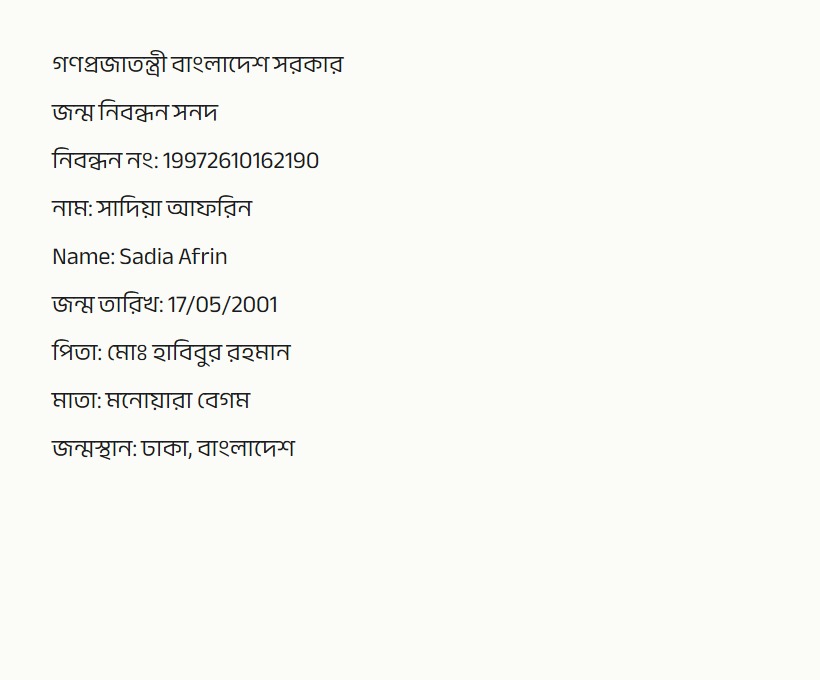 গণপ্রজাতন্ত্রী বাংলাদেশ সরকার
জন্ম নিবন্ধন সনদ
নিবন্ধন নং: 19972610162190
নাম: সাদিয়া আফরিন
Name: Sadia Afrin
জন্ম তারিখ: 17/05/2001
পিতা: মোঃ হাবিবুর রহমান
মাতা: মনোয়ারা বেগম
জন্মস্থান: ঢাকা, বাংলাদেশ